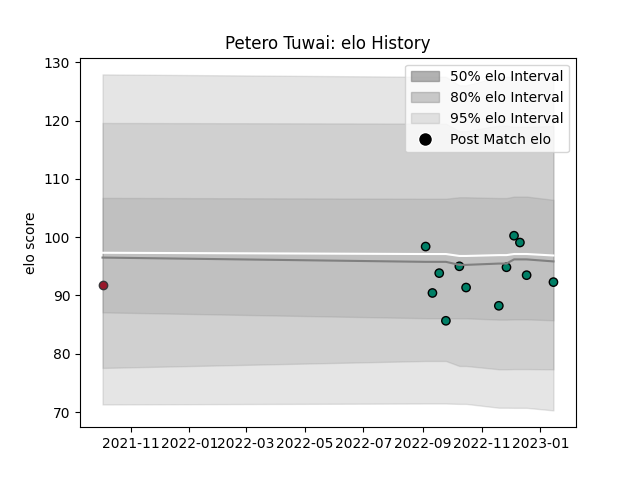 Petero Tuwai: elo History
50% elo Interval
80% elo Interval
95% elo Interval
Post Match elo
elo score
130
120
110
100
90
80
70
2021-11 2022-01 2022-03 2022-05 2022-07 2022-09 2022-11 2023-01